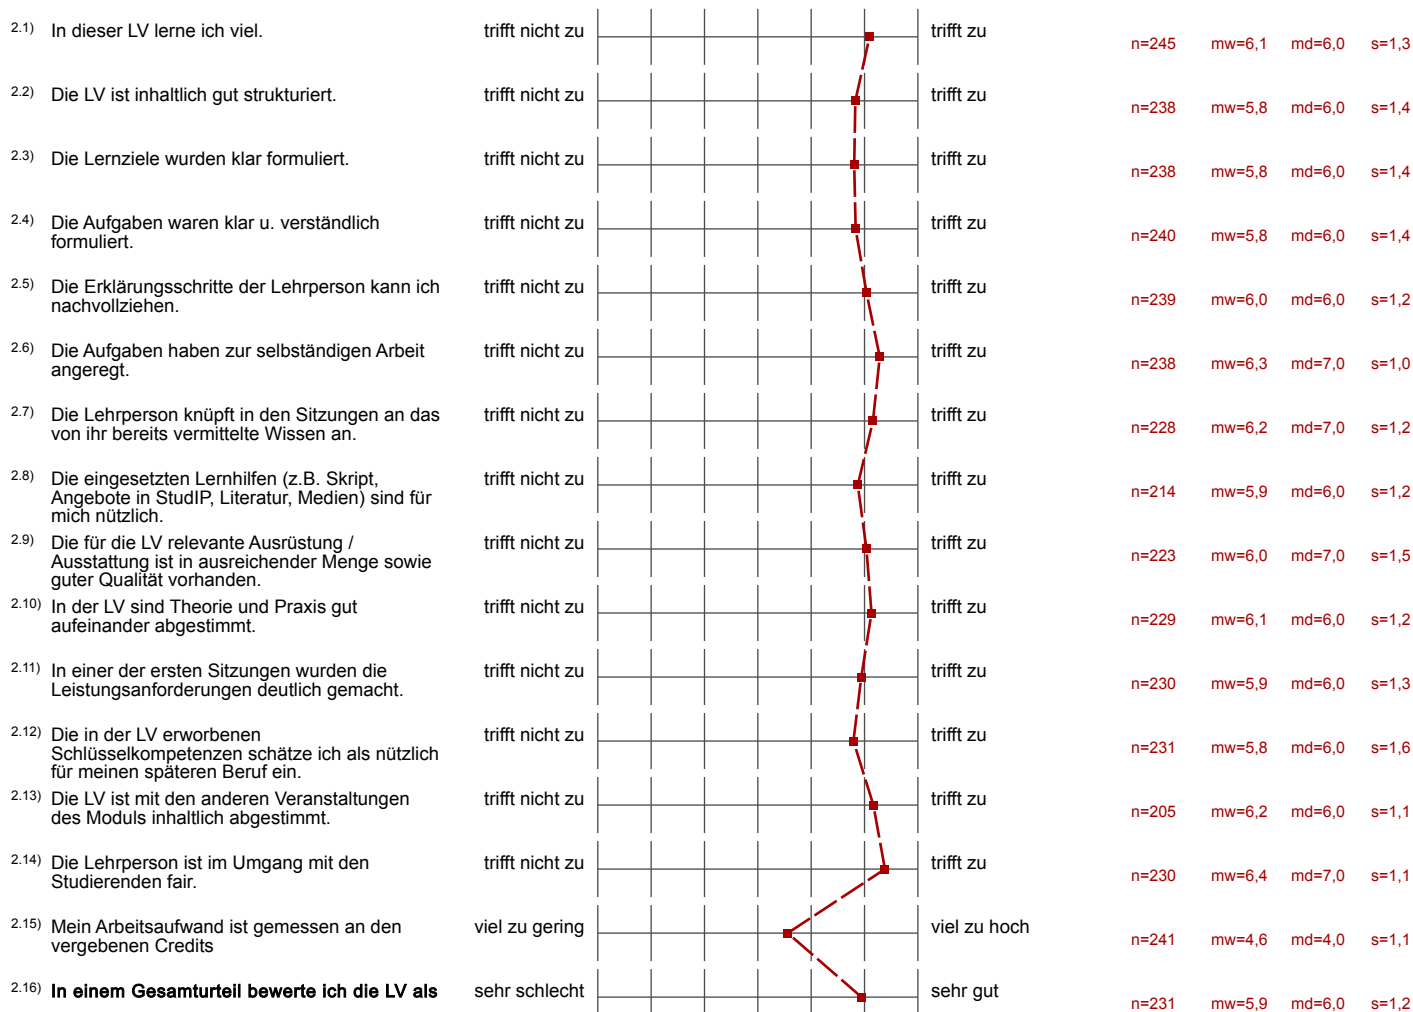 2.1) In dieser LV lerne ich viel. trifft nicht zu trifft zu n=245 mw=6,1 md=6,0 s=1,3
2.2) Die LV ist inhaltlich gut strukturiert. trifft nicht zu trifft zu n=238 mw=5,8 md=6,0 s=1,4
2.3) Die Lernziele wurden klar formuliert. trifft nicht zu trifft zu n=238 mw=5,8 md=6,0 s=1,4
2.4) Die Aufgaben waren klar u. verständlich trifft nicht zu trifft zu
formuliert. n=240 mw=5,8 md=6,0 s=1,4
2.5) Die Erklärungsschritte der Lehrperson kann ich trifft nicht zu trifft zu
nachvollziehen. n=239 mw=6,0 md=6,0 s=1,2
2.6) Die Aufgaben haben zur selbständigen Arbeit trifft nicht zu trifft zu
angeregt. n=238 mw=6,3 md=7,0 s=1,0
2.7) Die Lehrperson knüpft in den Sitzungen an das trifft nicht zu trifft zu
von ihr bereits vermittelte Wissen an. n=228 mw=6,2 md=7,0 s=1,2
2.8) Die eingesetzten Lernhilfen (z.B. Skript, trifft nicht zu trifft zu
Angebote in StudIP, Literatur, Medien) sind für n=214 mw=5,9 md=6,0 s=1,2
mich nützlich.
2.9) Die für die LV relevante Ausrüstung / trifft nicht zu trifft zu
Ausstattung ist in ausreichender Menge sowie n=223 mw=6,0 md=7,0 s=1,5
guter Qualität vorhanden.
2.10) In der LV sind Theorie und Praxis gut trifft nicht zu trifft zu
aufeinander abgestimmt. n=229 mw=6,1 md=6,0 s=1,2
2.11) In einer der ersten Sitzungen wurden die trifft nicht zu trifft zu
Leistungsanforderungen deutlich gemacht. n=230 mw=5,9 md=6,0 s=1,3
2.12) Die in der LV erworbenen trifft nicht zu trifft zu
Schlüsselkompetenzen schätze ich als nützlich n=231 mw=5,8 md=6,0 s=1,6
für meinen späteren Beruf ein.
2.13) Die LV ist mit den anderen Veranstaltungen trifft nicht zu trifft zu
des Moduls inhaltlich abgestimmt. n=205 mw=6,2 md=6,0 s=1,1
2.14) Die Lehrperson ist im Umgang mit den trifft nicht zu trifft zu
Studierenden fair. n=230 mw=6,4 md=7,0 s=1,1
2.15) Mein Arbeitsaufwand ist gemessen an den viel zu gering viel zu hoch
vergebenen Credits n=241 mw=4,6 md=4,0 s=1,1
2.16) In einem Gesamturteil bewerte ich die LV als sehr schlecht sehr gut n=231 mw=5,9 md=6,0 s=1,2